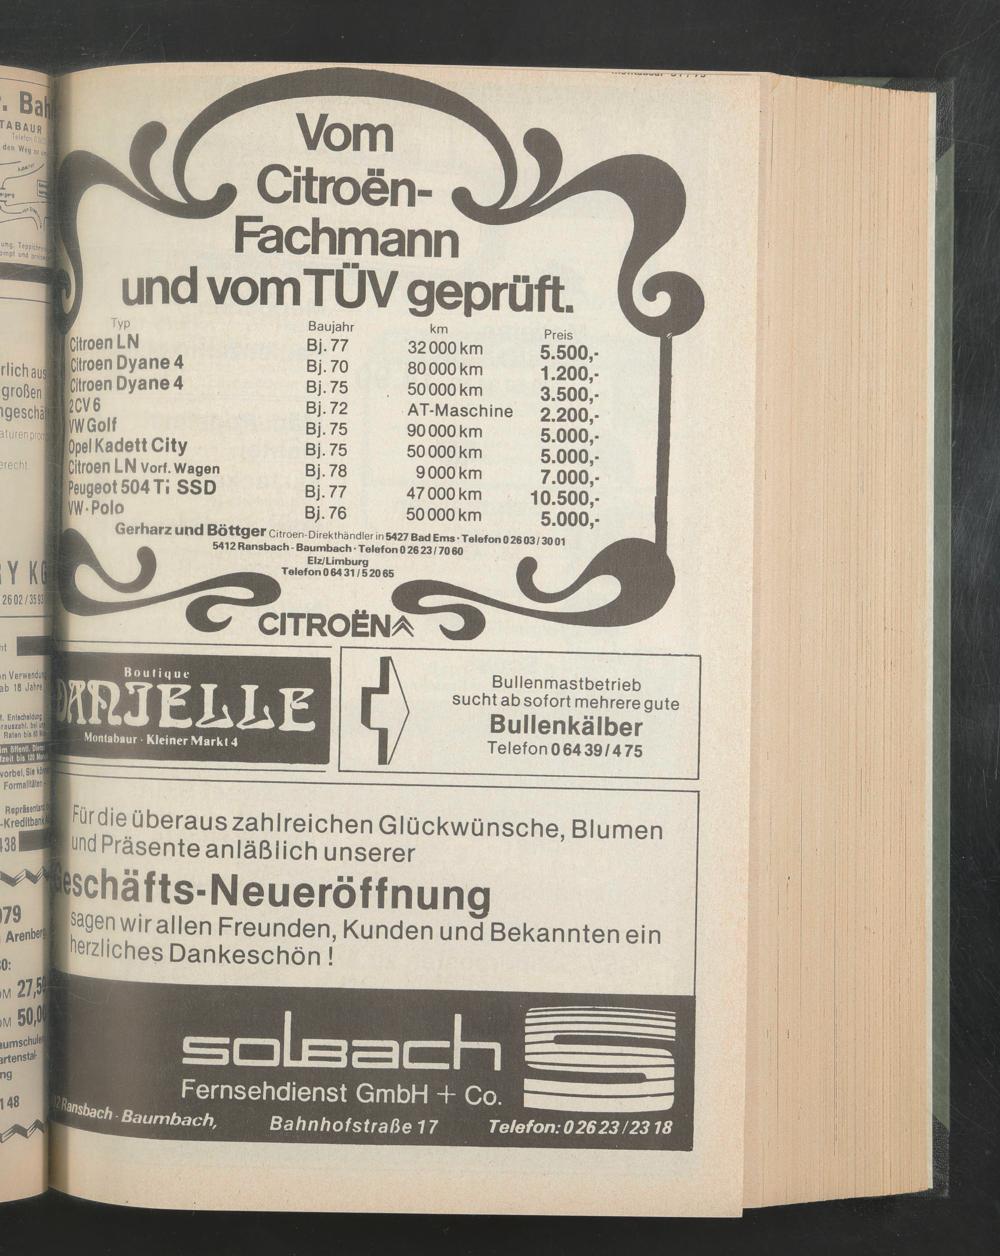 Vom
Citroën-
Fachmann
und vom TÜV geprüft.
Typ Baujahr km Preis
Citroen LN Bj. 77 32 000 km 5.500,-
Citroen Dyane 4 Bj. 70 80 000 km 1.200,-
Citroen Dyane 4 Bj. 75 50 000 km 3.500,-
2 CV 6 Bj. 72 AT-Maschine 2.200,-
VW Golf Bj. 75 90 000 km 5.000,-
Opel Kadett City Bj. 75 50 000 km 5.000,-
Citroen LN Vorf. Wagen Bj. 78 9 000 km 7.000,-
Peugeot 504 Ti SSD Bj. 77 47 000 km 10.500,-
VW-Polo Bj. 76 50 000 km 5.000,-
Gerharz und Böttger Citroen-Direkthändler in 5427 Bad Ems · Telefon 0 26 03 / 30 01
5412 Ransbach - Baumbach · Telefon 0 26 23 / 70 60
Elz/Limburg
Telefon 0 64 31 / 5 20 65
CITROËN
Boutique
DANIELLE
Montabaur · Kleiner Markt 4
Bullenmastbetrieb
sucht ab sofort mehrere gute
Bullenkälber
Telefon 0 64 39 / 4 75
Für die überaus zahlreichen Glückwünsche, Blumen
und Präsente anläßlich unserer
Geschäfts-Neueröffnung
sagen wir allen Freunden, Kunden und Bekannten ein
herzliches Dankeschön !
solbach
Fernsehdienst GmbH + Co.
2 Ransbach - Baumbach, Bahnhofstraße 17 Telefon: 0 26 23 / 23 18